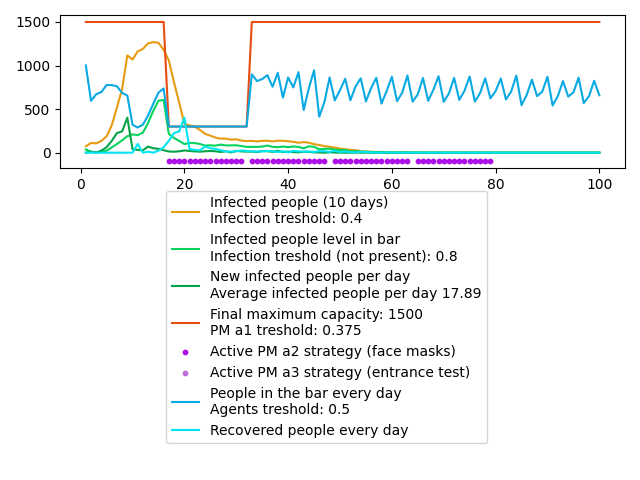 1500
1000
500
0
0 20 40 60 80 100
Infected people (10 days)
Infection treshold: 0.4
Infected people level in bar
Infection treshold (not present): 0.8
New infected people per day
Average infected people per day 17.89
Final maximum capacity: 1500
PM a1 treshold: 0.375
Active PM a2 strategy (face masks)
Active PM a3 strategy (entrance test)
People in the bar every day
Agents treshold: 0.5
Recovered people every day